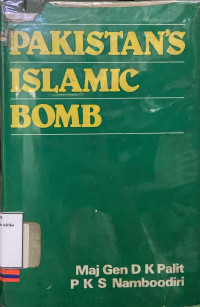 PAKISTAN'S
ISLAMIC
BOMB
Maj Gen D K Palit
P K S Namboodiri